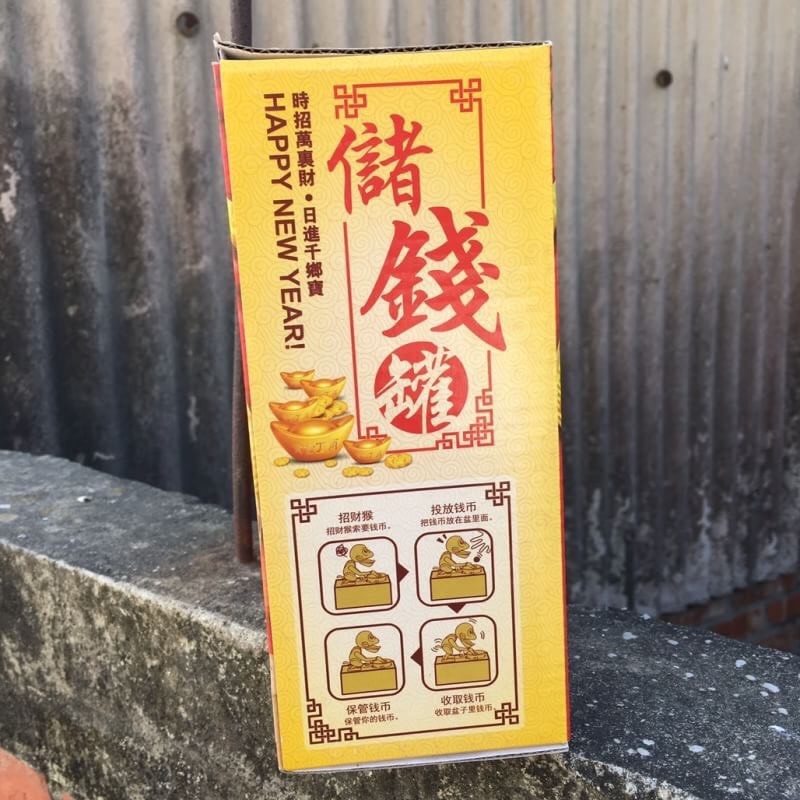 時招萬裏財•日進千鄉寶
HAPPY NEW YEAR!
儲錢罐
招财猴
招财猴索要钱币。
投放钱币
把钱币放在盆里面。
收取钱币
收取盆子里钱币。
保管钱币
保管你的钱币。